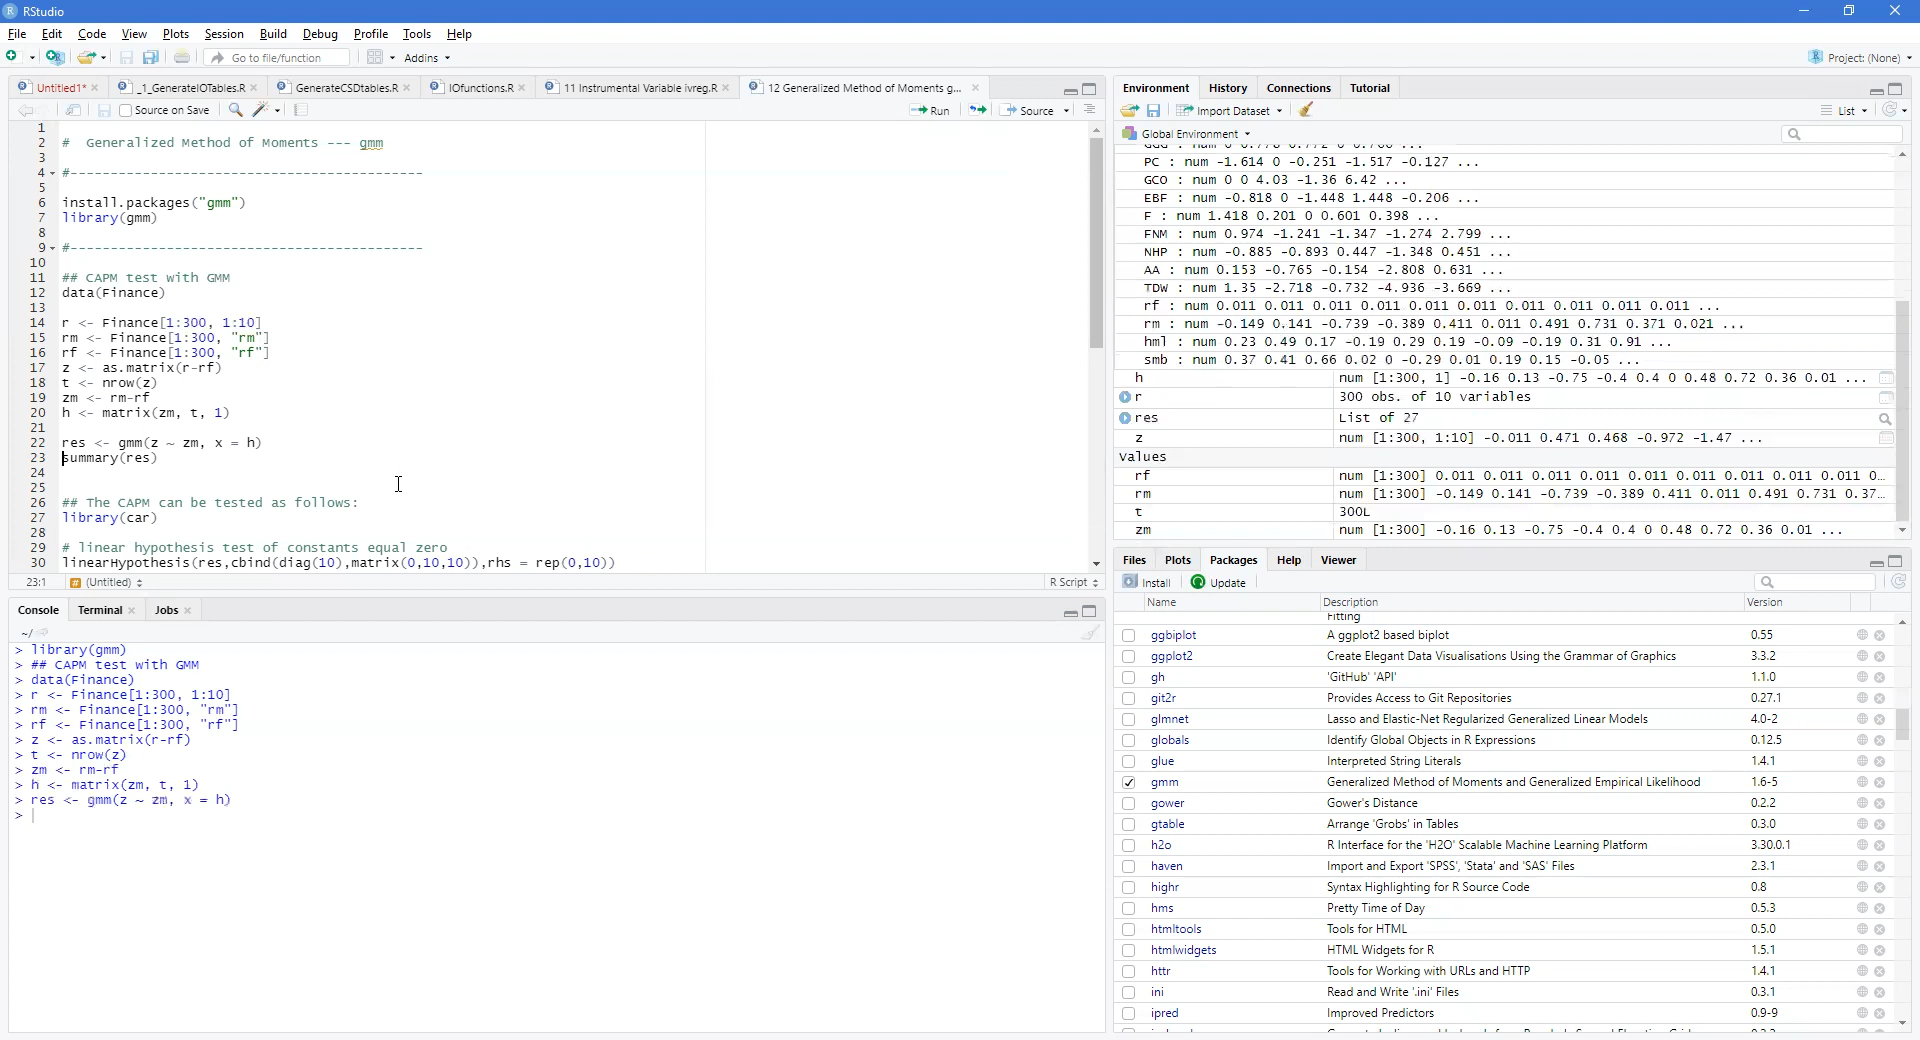 RStudio
File Edit Code View Plots Session Build Debug Profile Tools Help
Go to file/function Addins Project: (None)
Untitled1* _1_GenerateIOTables.R GenerateCSDtables.R IOfunctions.R 11 Instrumental Variable ivreg.R 12 Generalized Method of Moments g...
Source on Save Run Source
1
2 # Generalized Method of Moments --- gmm
3
4 #-------------------------------------------
5
6 install.packages("gmm")
7 library(gmm)
8
9 #-------------------------------------------
10
11 ## CAPM test with GMM
12 data(Finance)
13
14 r <- Finance[1:300, 1:10]
15 rm <- Finance[1:300, "rm"]
16 rf <- Finance[1:300, "rf"]
17 z <- as.matrix(r-rf)
18 t <- nrow(z)
19 zm <- rm-rf
20 h <- matrix(zm, t, 1)
21
22 res <- gmm(z ~ zm, x = h)
23 summary(res)
24
25
26 ## The CAPM can be tested as follows:
27 library(car)
28
29 # linear hypothesis test of constants equal zero
30 linearHypothesis(res,cbind(diag(10),matrix(0,10,10)),rhs = rep(0,10))
23:1 (Untitled) R Script
Console Terminal Jobs
~/
> library(gmm)
> ## CAPM test with GMM
> data(Finance)
> r <- Finance[1:300, 1:10]
> rm <- Finance[1:300, "rm"]
> rf <- Finance[1:300, "rf"]
> z <- as.matrix(r-rf)
> t <- nrow(z)
> zm <- rm-rf
> h <- matrix(zm, t, 1)
> res <- gmm(z ~ zm, x = h)
>
Environment History Connections Tutorial
Import Dataset List
Global Environment
PC : num -1.614 0 -0.251 -1.517 -0.127 ...
GCO : num 0 0 4.03 -1.36 6.42 ...
EBF : num -0.818 0 -1.448 1.448 -0.206 ...
F : num 1.418 0.201 0 0.601 0.398 ...
FNM : num 0.974 -1.241 -1.347 -1.274 2.799 ...
NHP : num -0.885 -0.893 0.447 -1.348 0.451 ...
AA : num 0.153 -0.765 -0.154 -2.808 0.631 ...
TDW : num 1.35 -2.718 -0.732 -4.936 -3.669 ...
rf : num 0.011 0.011 0.011 0.011 0.011 0.011 0.011 0.011 0.011 0.011 ...
rm : num -0.149 0.141 -0.739 -0.389 0.411 0.011 0.491 0.731 0.371 0.021 ...
hml : num 0.23 0.49 0.17 -0.19 0.29 0.19 -0.09 -0.19 0.31 0.91 ...
smb : num 0.37 0.41 0.66 0.02 0 -0.29 0.01 0.19 0.15 -0.05 ...
h num [1:300, 1] -0.16 0.13 -0.75 -0.4 0.4 0 0.48 0.72 0.36 0.01 ...
r 300 obs. of 10 variables
res List of 27
z num [1:300, 1:10] -0.011 0.471 0.468 -0.972 -1.47 ...
Values
rf num [1:300] 0.011 0.011 0.011 0.011 0.011 0.011 0.011 0.011 0.011 0...
rm num [1:300] -0.149 0.141 -0.739 -0.389 0.411 0.011 0.491 0.731 0.37...
t 300L
zm num [1:300] -0.16 0.13 -0.75 -0.4 0.4 0 0.48 0.72 0.36 0.01 ...
Files Plots Packages Help Viewer
Install Update
Name Description Version
Fitting
ggbiplot A ggplot2 based biplot 0.55
ggplot2 Create Elegant Data Visualisations Using the Grammar of Graphics 3.3.2
gh 'GitHub' 'API' 1.1.0
git2r Provides Access to Git Repositories 0.27.1
glmnet Lasso and Elastic-Net Regularized Generalized Linear Models 4.0-2
globals Identify Global Objects in R Expressions 0.12.5
glue Interpreted String Literals 1.4.1
gmm Generalized Method of Moments and Generalized Empirical Likelihood 1.6-5
gower Gower's Distance 0.2.2
gtable Arrange 'Grobs' in Tables 0.3.0
h2o R Interface for the 'H2O' Scalable Machine Learning Platform 3.30.0.1
haven Import and Export 'SPSS', 'Stata' and 'SAS' Files 2.3.1
highr Syntax Highlighting for R Source Code 0.8
hms Pretty Time of Day 0.5.3
htmltools Tools for HTML 0.5.0
htmlwidgets HTML Widgets for R 1.5.1
httr Tools for Working with URLs and HTTP 1.4.1
ini Read and Write '.ini' Files 0.3.1
ipred Improved Predictors 0.9-9